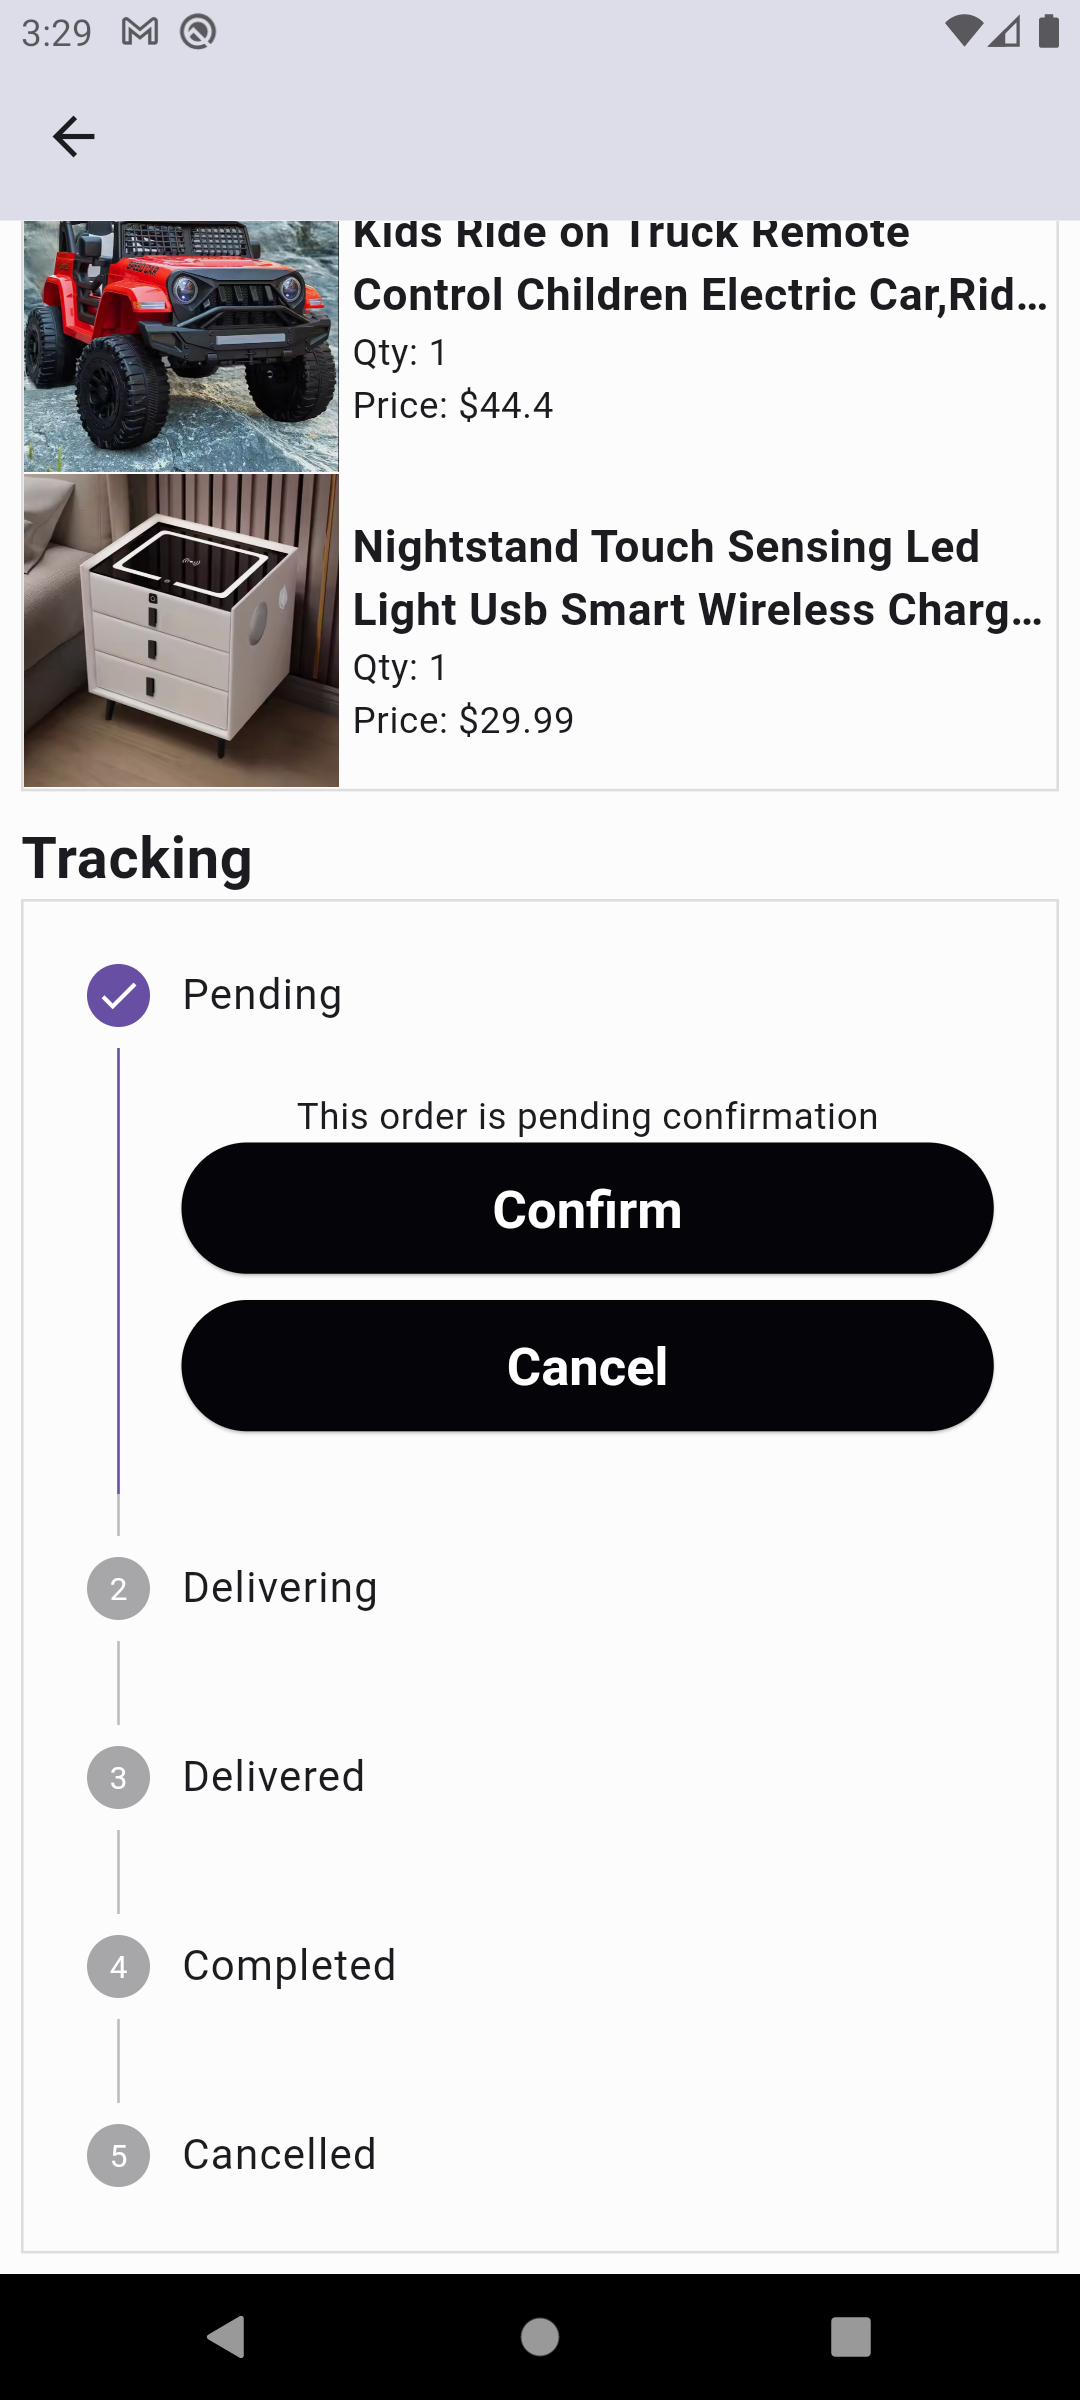 3:29
Kids Ride on Truck Remote
Control Children Electric Car,Rid...
Qty: 1
Price: $44.4
Nightstand Touch Sensing Led
Light Usb Smart Wireless Charg...
Qty: 1
Price: $29.99
Tracking
Pending
This order is pending confirmation
Confirm
Cancel
2 Delivering
3 Delivered
4 Completed
5 Cancelled